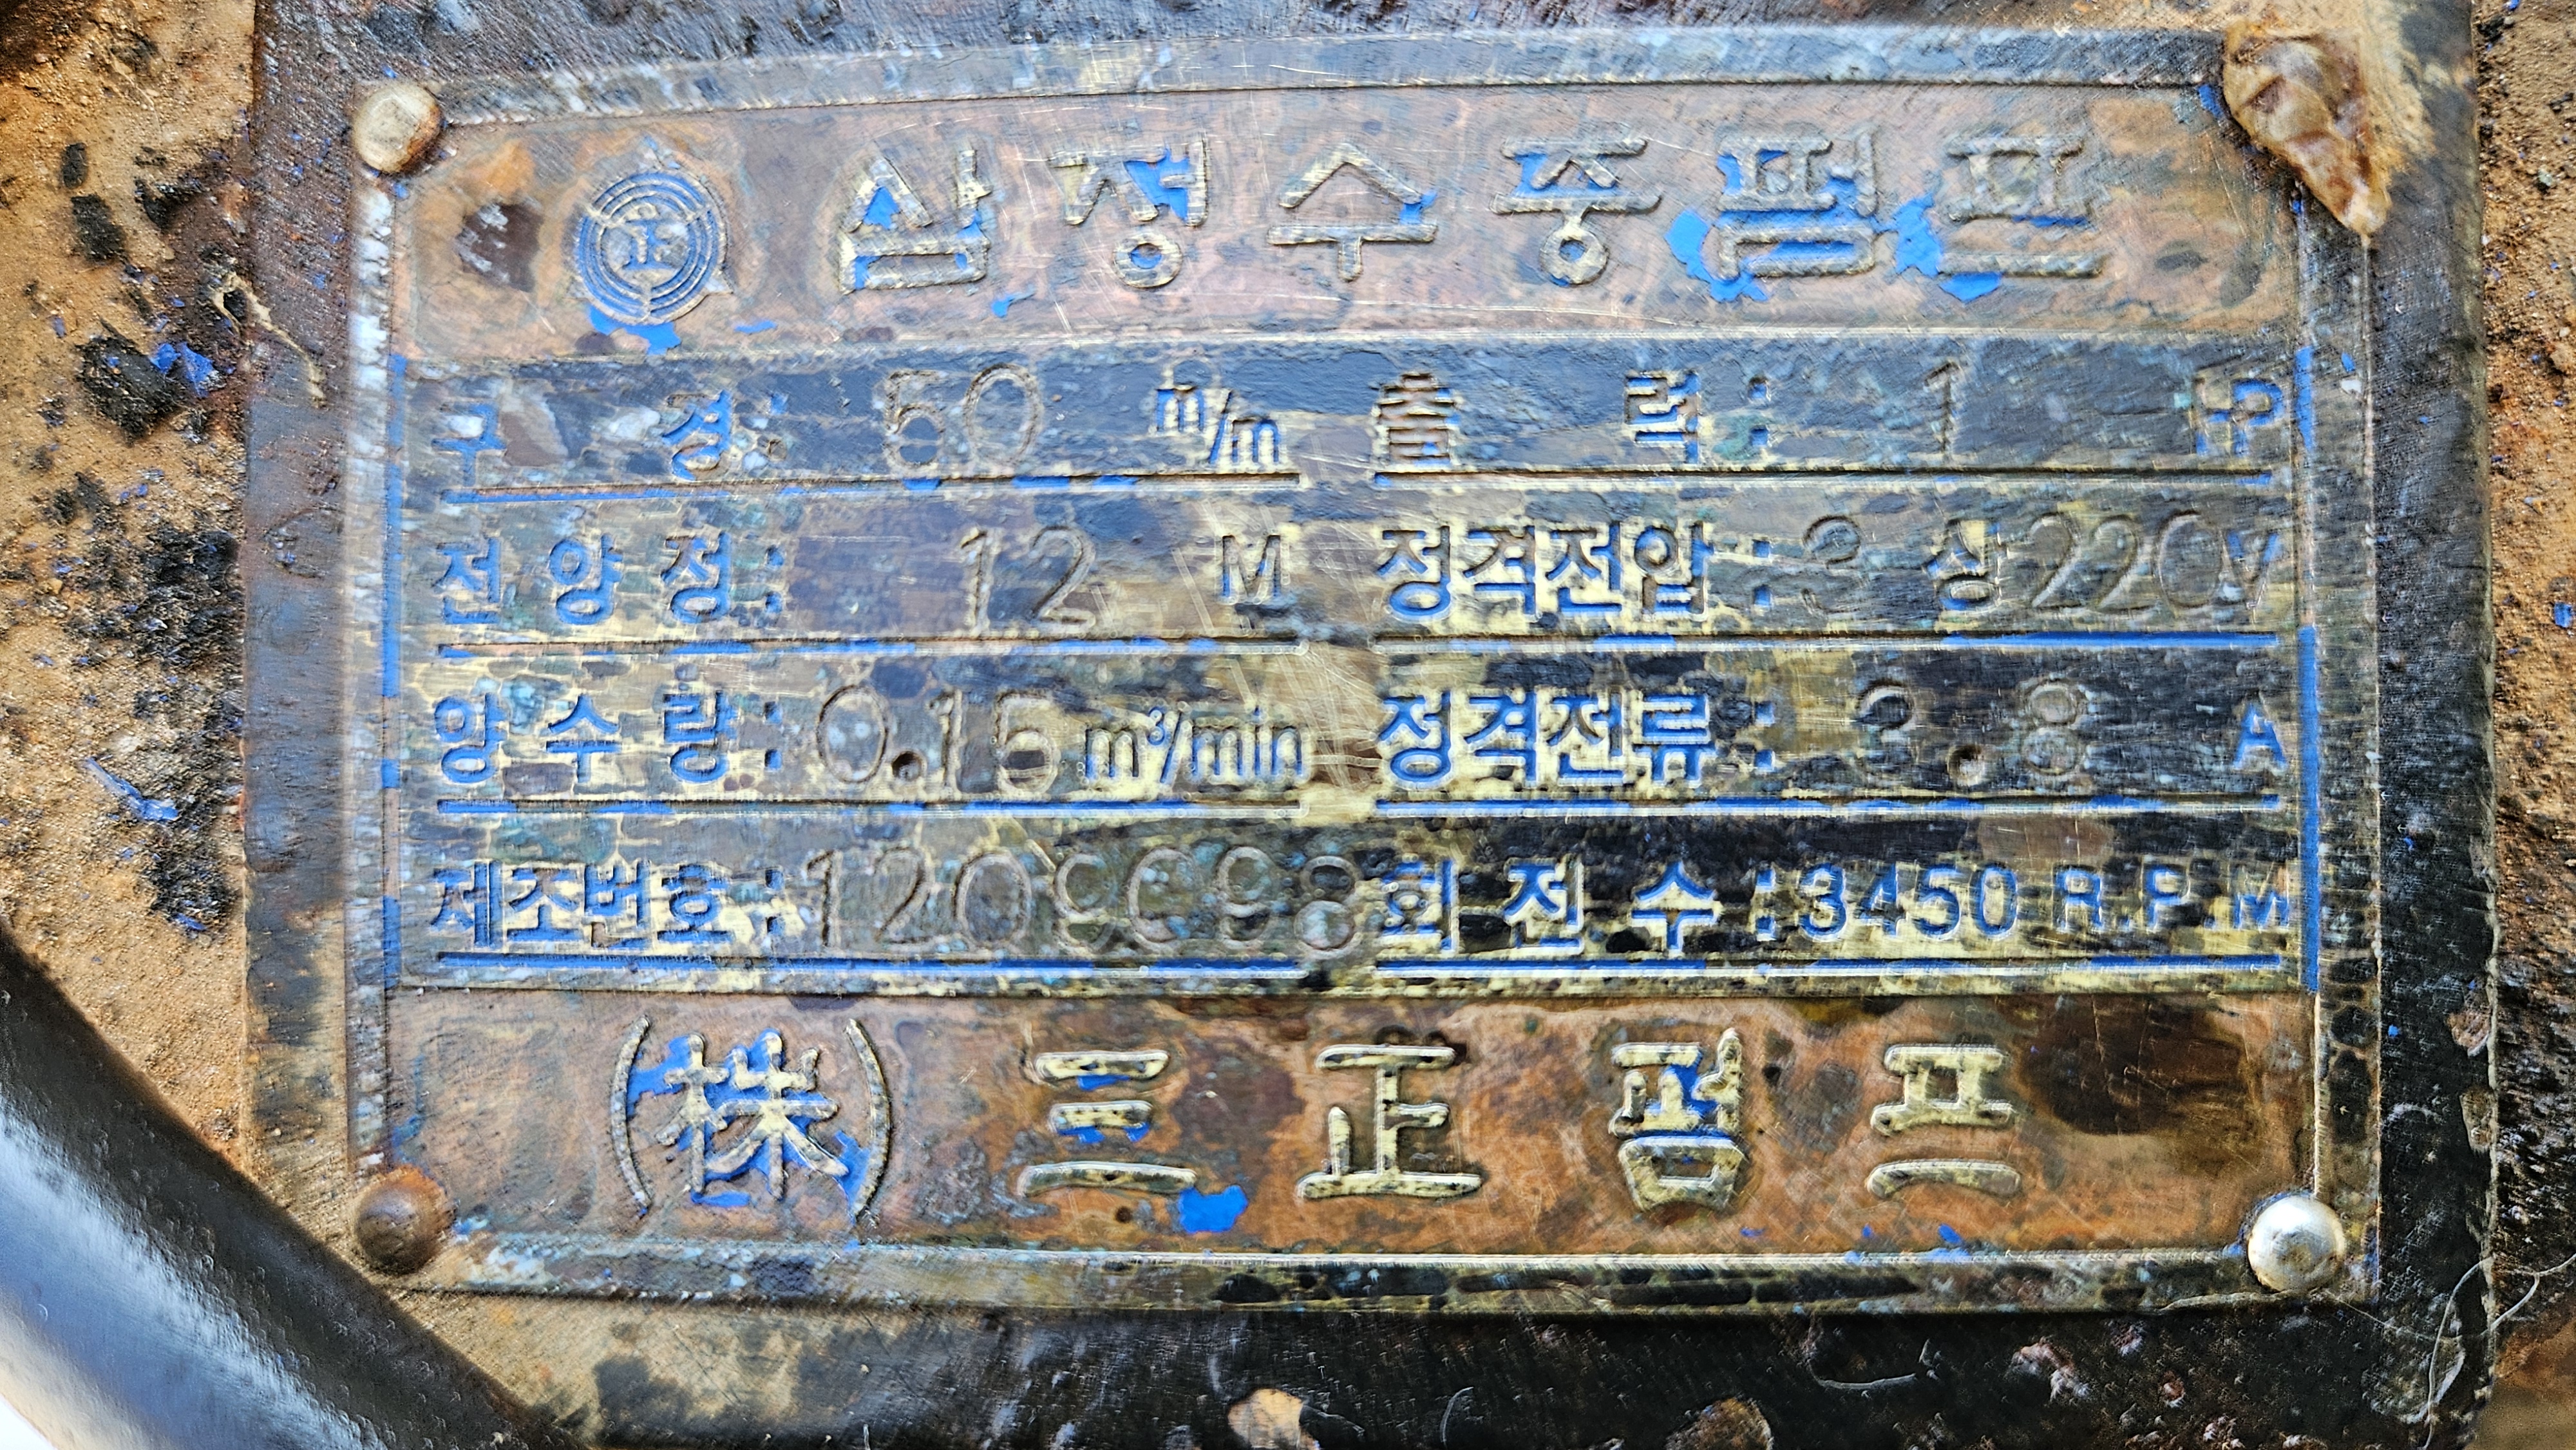 正 삼정수중펌프
구 경: 50 m/m 출 력: 1 HP
전 양 정: 12 M 정격전압: 3 상 220V
양 수 량: 0.15 m³/min 정격전류: 3.8 A
제조번호: 회 전 수: 3450 R.P.M
(株) 三 正 펌 프